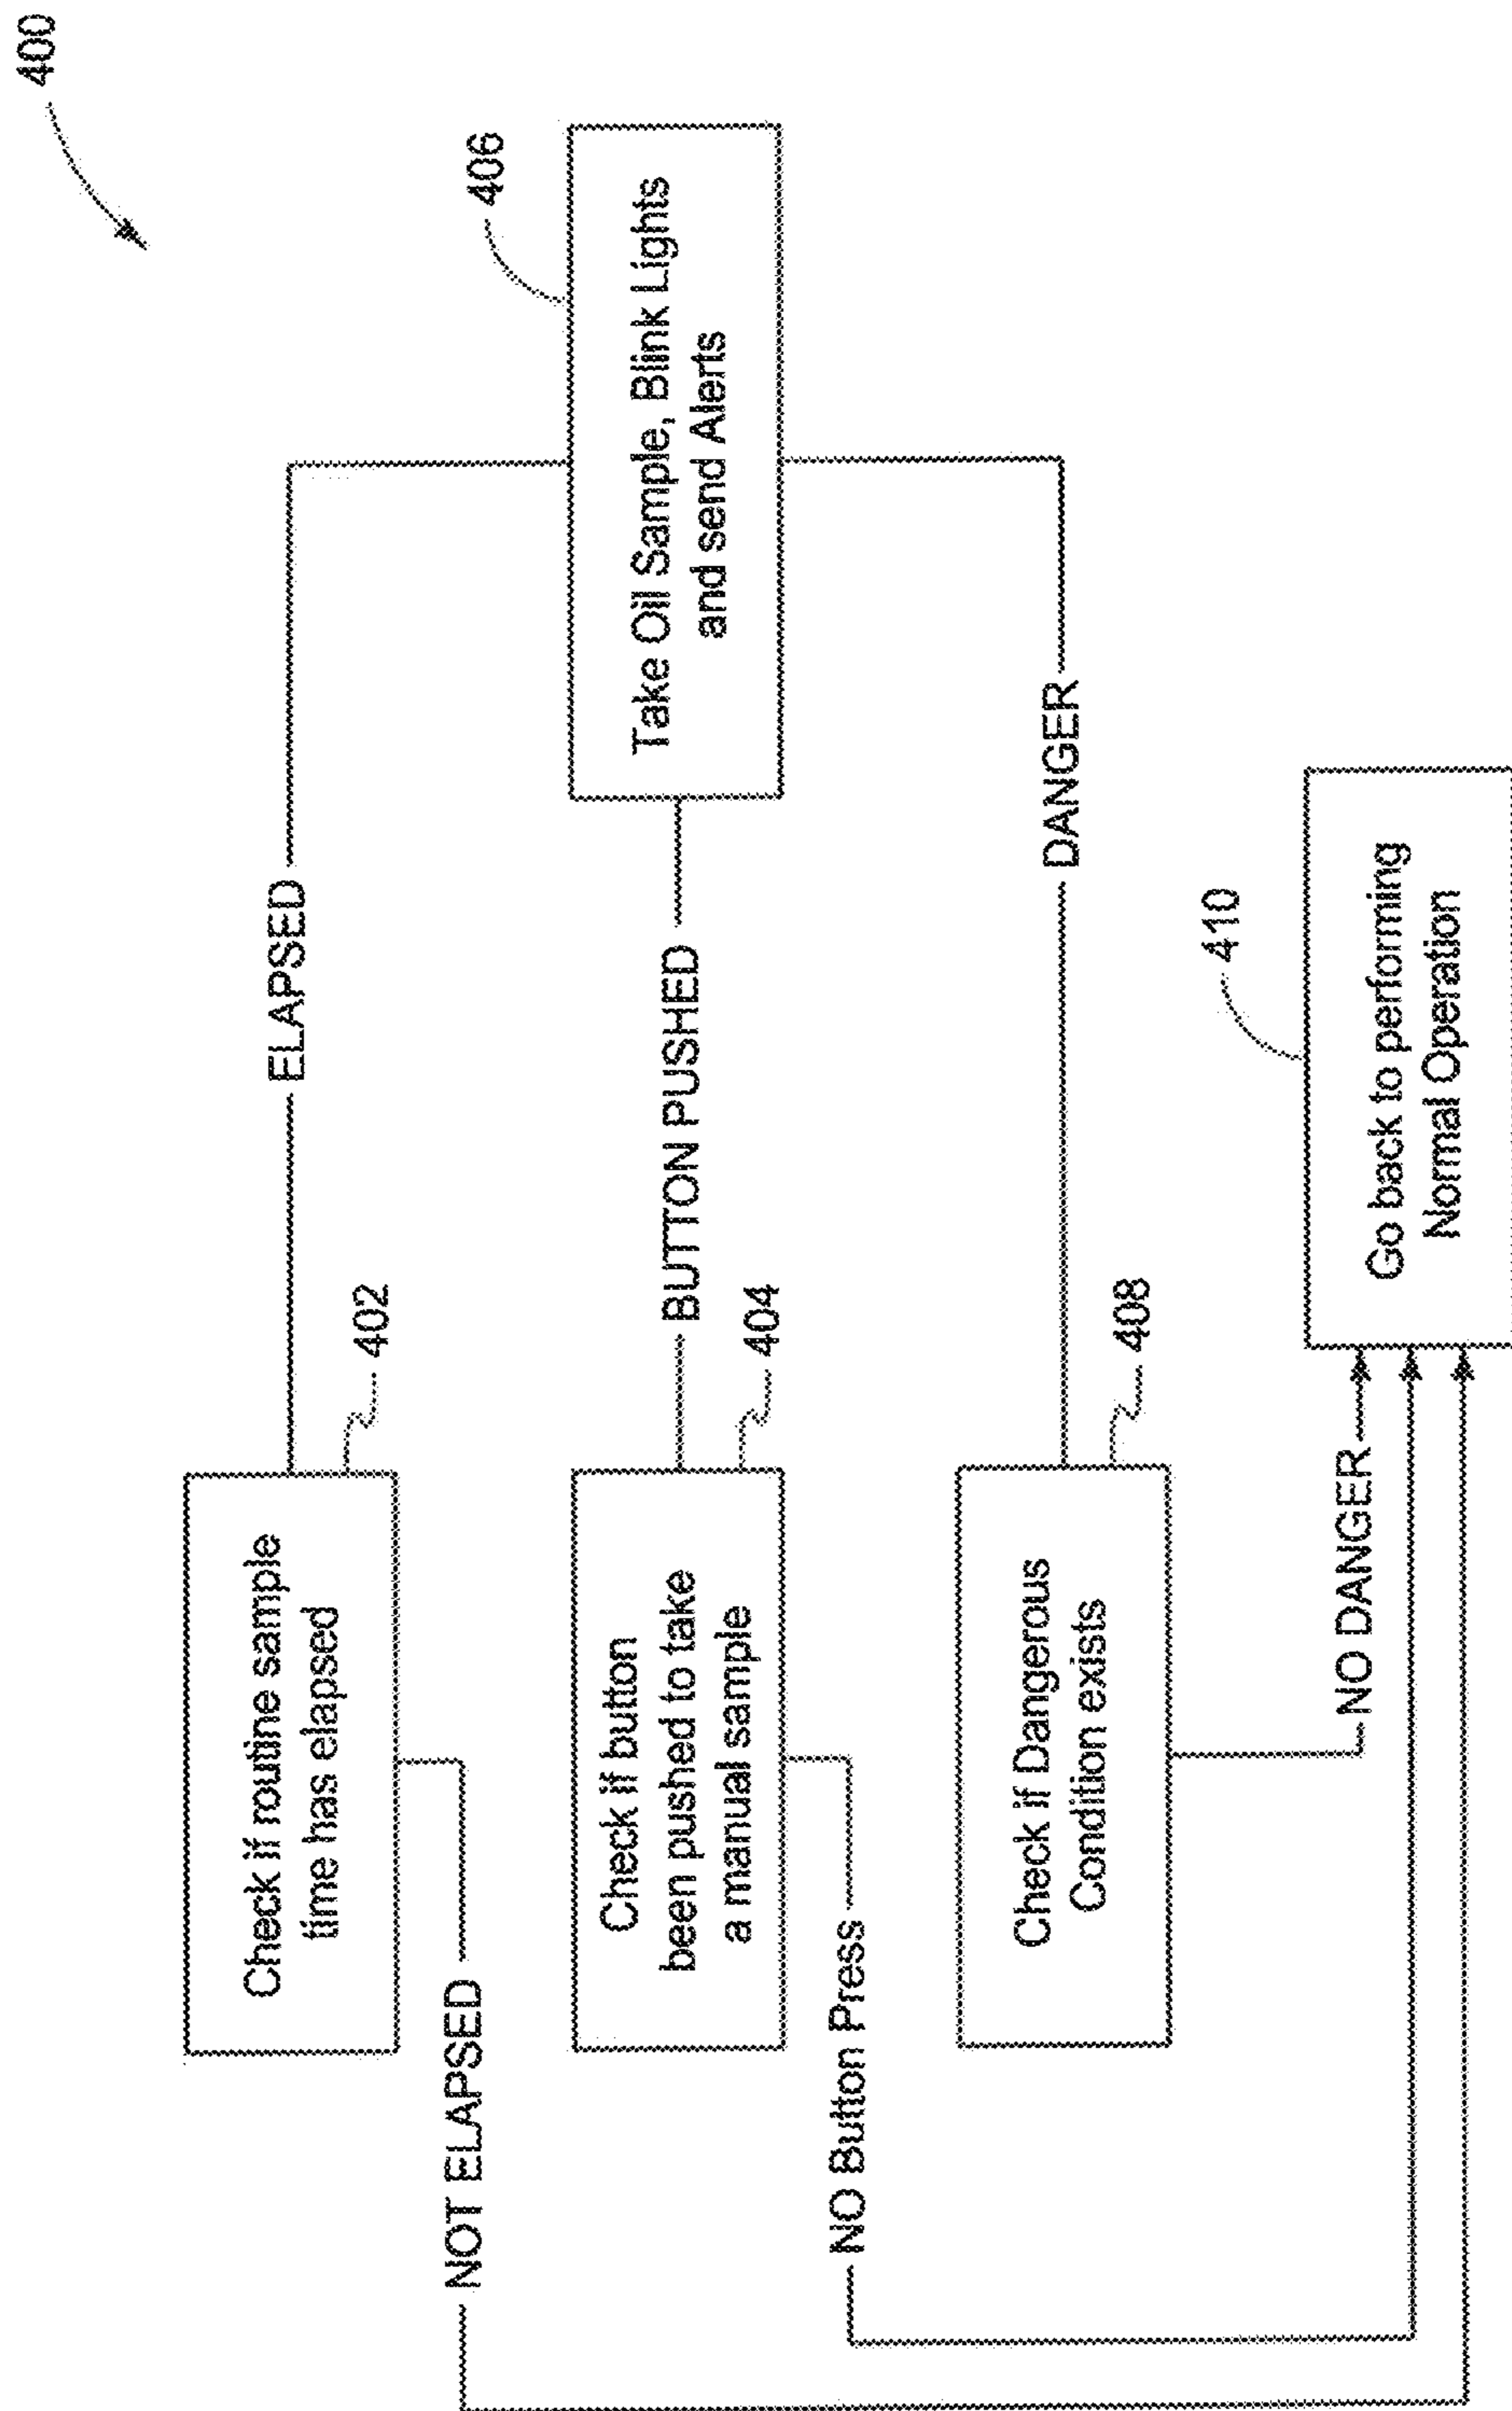 400
Check if routine sample
time has elapsed
402
ELAPSED
NOT ELAPSED
Check if button
been pushed to take
a manual sample
404
BUTTON PUSHED
406
Take Oil Sample, Blink Lights
and send Alerts
NO Button Press
Check if Dangerous
Condition exists
408
DANGER
NO DANGER
410
Go back to performing
Normal Operation